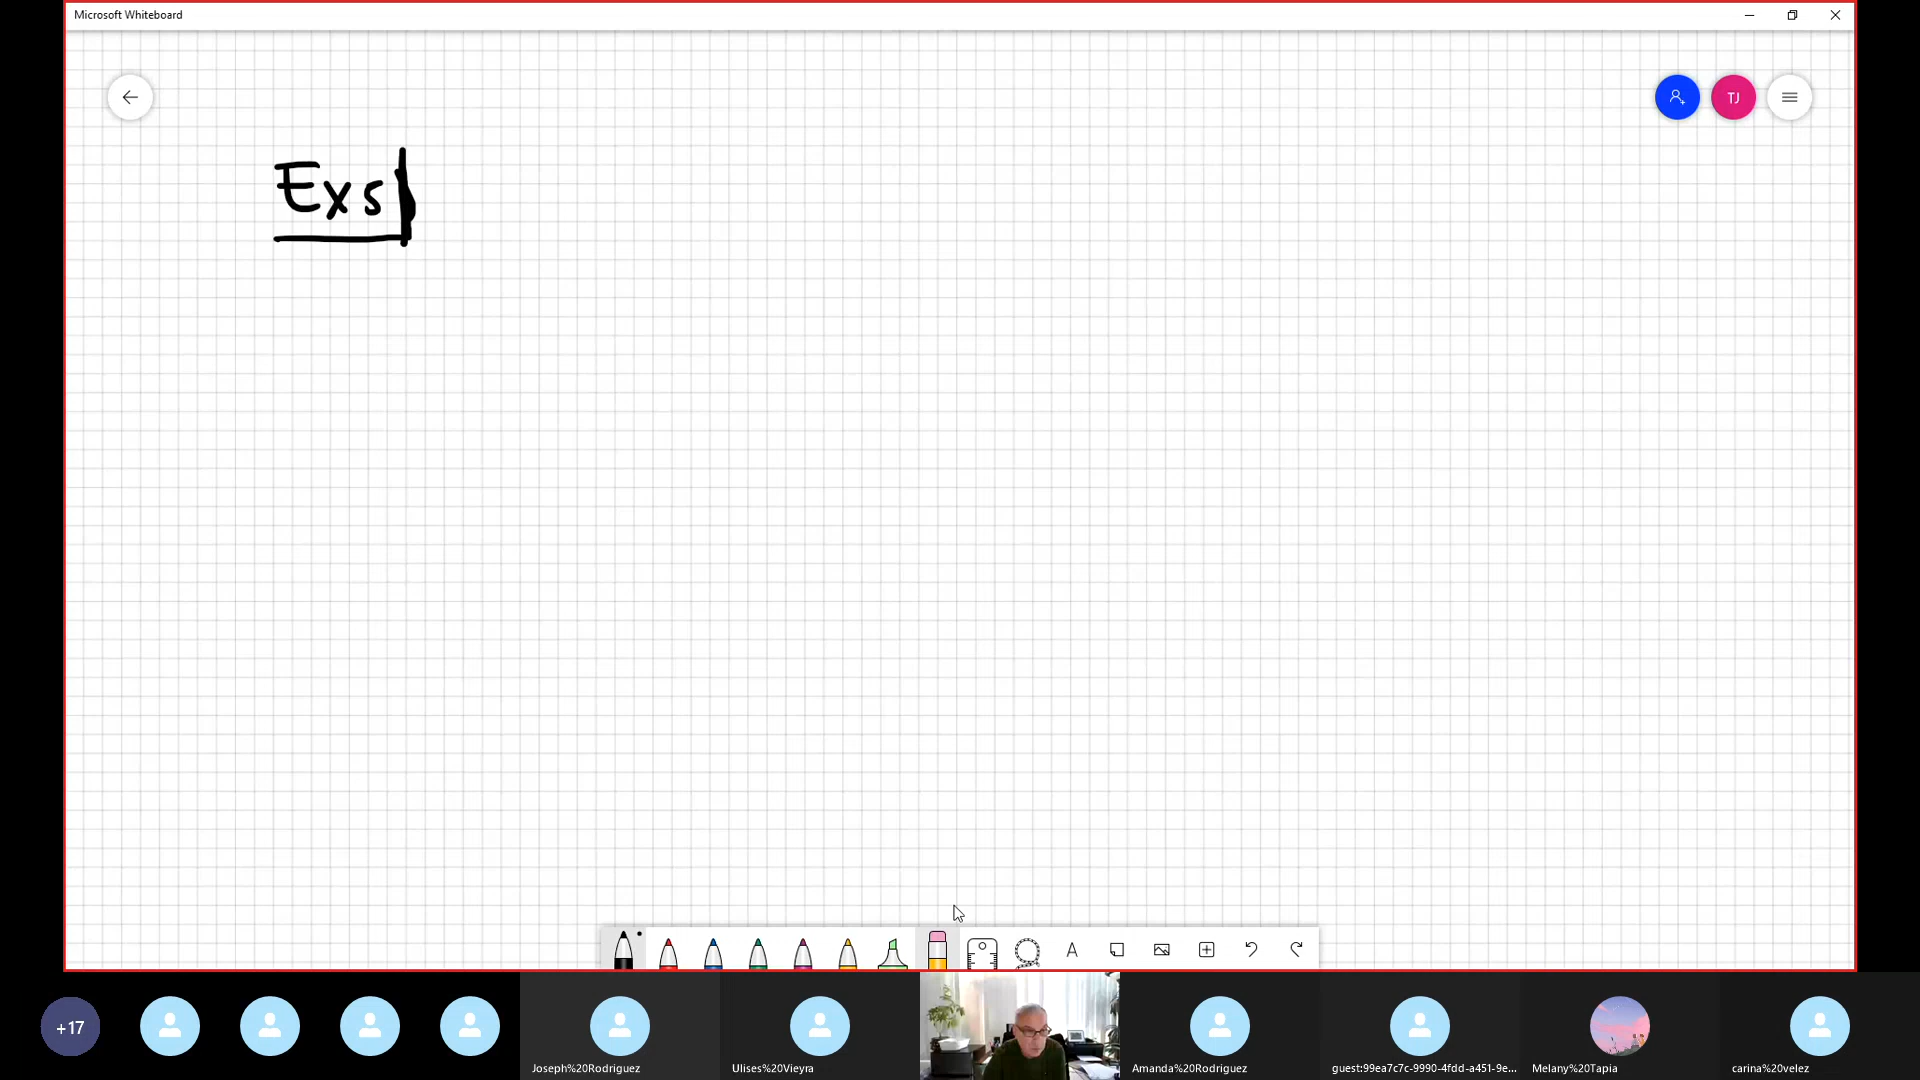 Microsoft Whiteboard
TJ
Exs
A
+17
Joseph%20Rodriguez
Ulises%20Vieyra
Amanda%20Rodriguez
guest:99ea7c7c-9990-4fdd-a451-9e...
Melany%20Tapia
carina%20velez